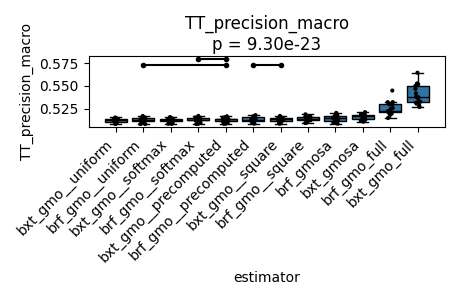 TT_precision_macro
p = 9.30e-23
TT_precision_macro
0.575
0.550
0.525
bxt_gmo__uniform
brf_gmo__uniform
bxt_gmo__softmax
brf_gmo__softmax
bxt_gmo__precomputed
brf_gmo__precomputed
bxt_gmo__square
brf_gmo__square
brf_gmosa
bxt_gmosa
brf_gmo_full
bxt_gmo_full
estimator